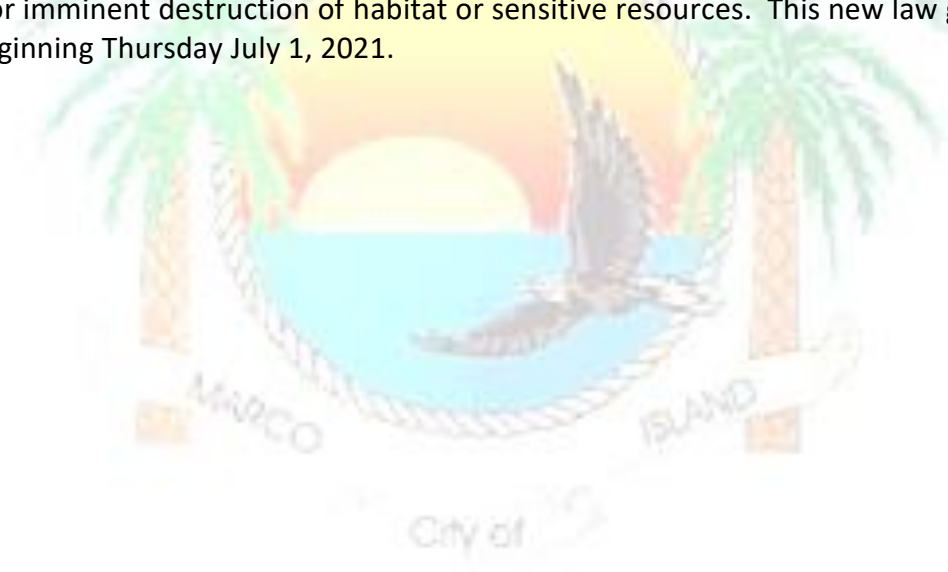 or imminent destruction of habitat or sensitive resources. This new law
ginning Thursday July 1, 2021.
MARCO
ISLAND
City of